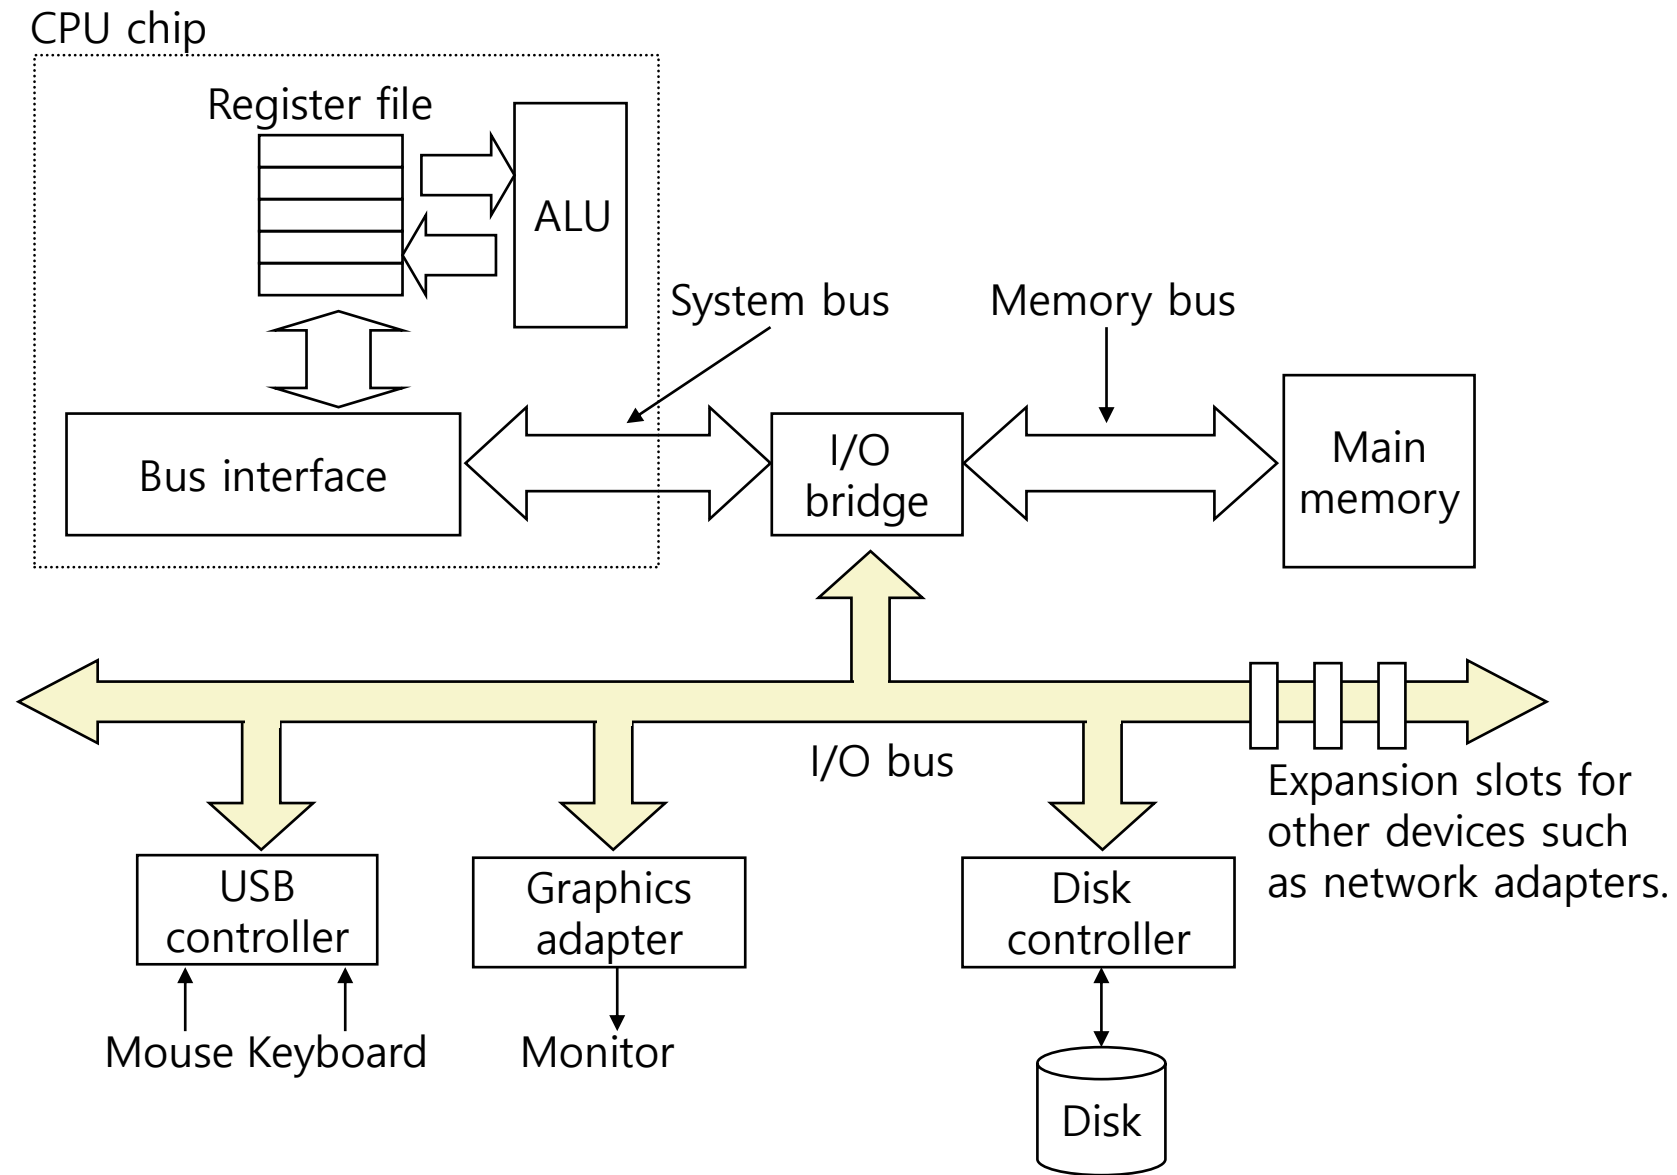 CPU chip
Register file
ALU
System bus
Memory bus
Bus interface
I/O
bridge
Main
memory
I/O bus
Expansion slots for
other devices such
as network adapters.
USB
controller
Graphics
adapter
Disk
controller
Mouse Keyboard
Monitor
Disk